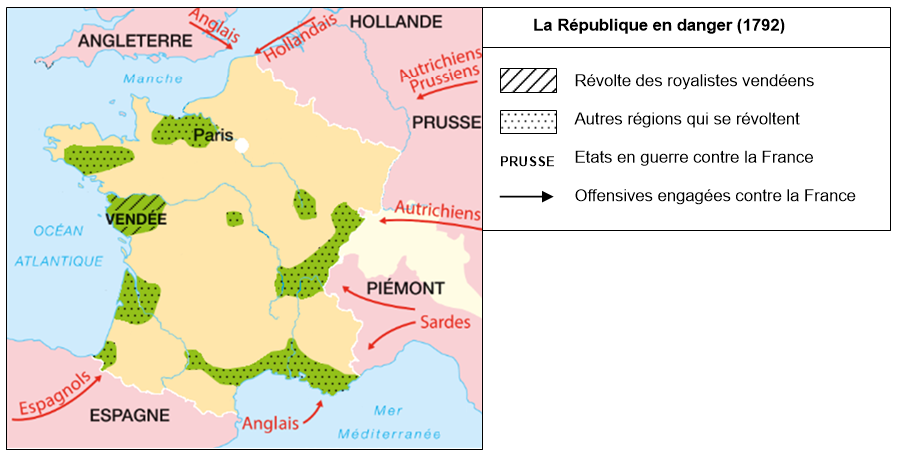 Anglais
HOLLANDE
Hollandais
ANGLETERRE
Autrichiens
Prussiens
Manche
PRUSSE
Paris
VENDÉE
Autrichiens
OCÉAN
ATLANTIQUE
PIÉMONT
Sardes
Espagnols
ESPAGNE
Anglais
Mer
Méditerranée
La République en danger (1792)
Révolte des royalistes vendéens
Autres régions qui se révoltent
PRUSSE Etats en guerre contre la France
Offensives engagées contre la France